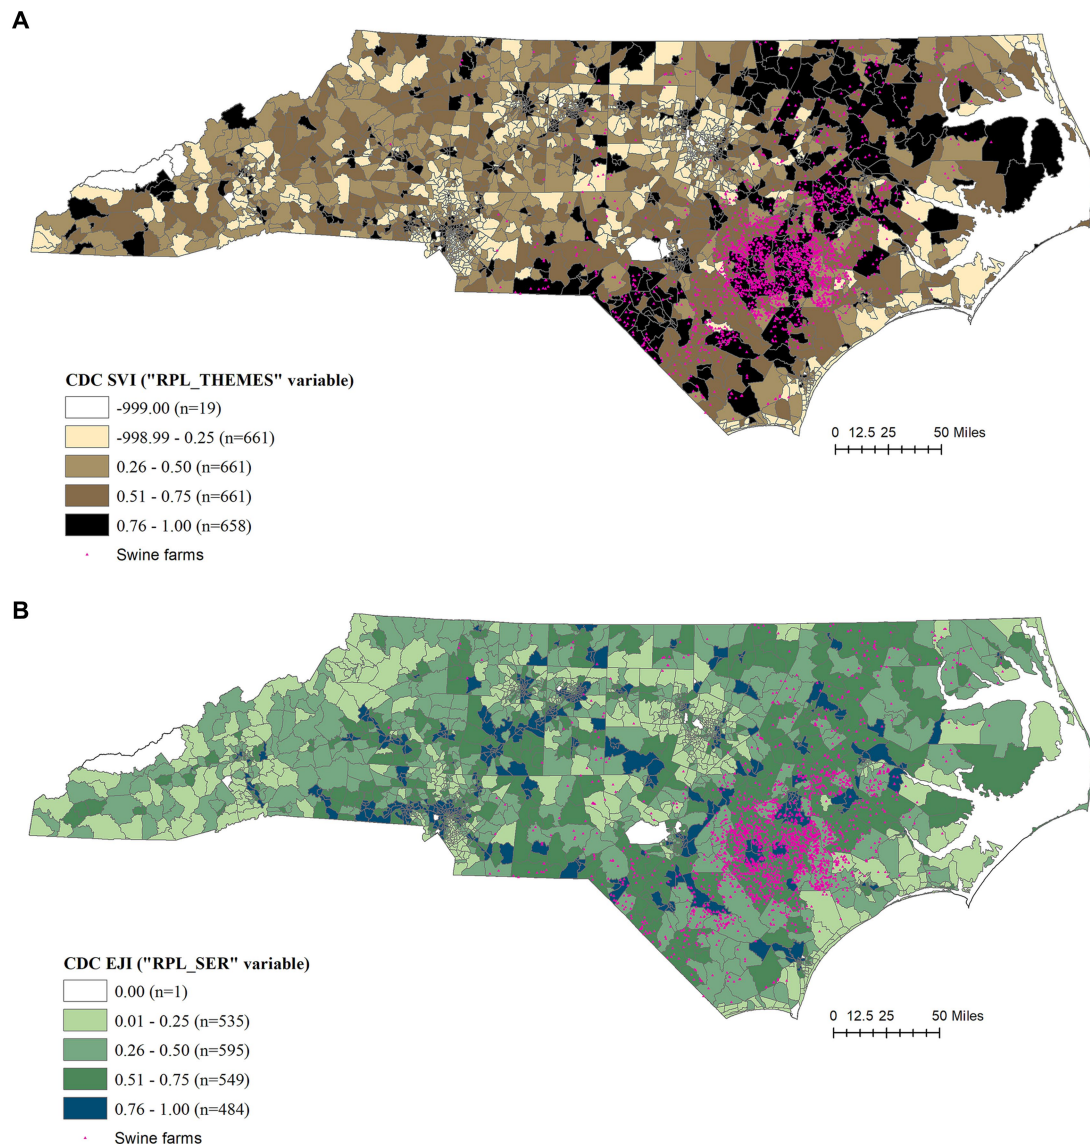 A
CDC SVI ("RPL_THEMES" variable)
-999.00 (n=19)
-998.99 - 0.25 (n=661)
0.26 - 0.50 (n=661)
0.51 - 0.75 (n=661)
0.76 - 1.00 (n=658)
Swine farms
0 12.5 25 50 Miles
B
CDC EJI ("RPL_SER" variable)
0.00 (n=1)
0.01 - 0.25 (n=535)
0.26 - 0.50 (n=595)
0.51 - 0.75 (n=549)
0.76 - 1.00 (n=484)
Swine farms
0 12.5 25 50 Miles